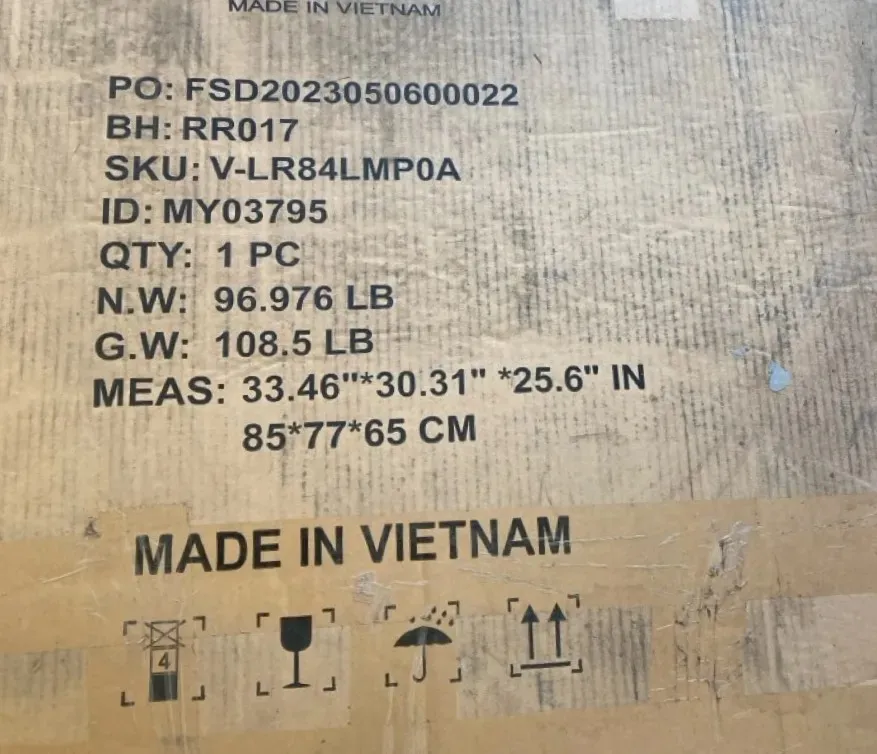 MADE IN VIETNAM
PO: FSD2023050600022
BH: RR017
SKU: V-LR84LMP0A
ID: MY03795
QTY: 1 PC
N.W: 96.976 LB
G.W: 108.5 LB
MEAS: 33.46"*30.31" *25.6" IN
85*77*65 CM
MADE IN VIETNAM
4